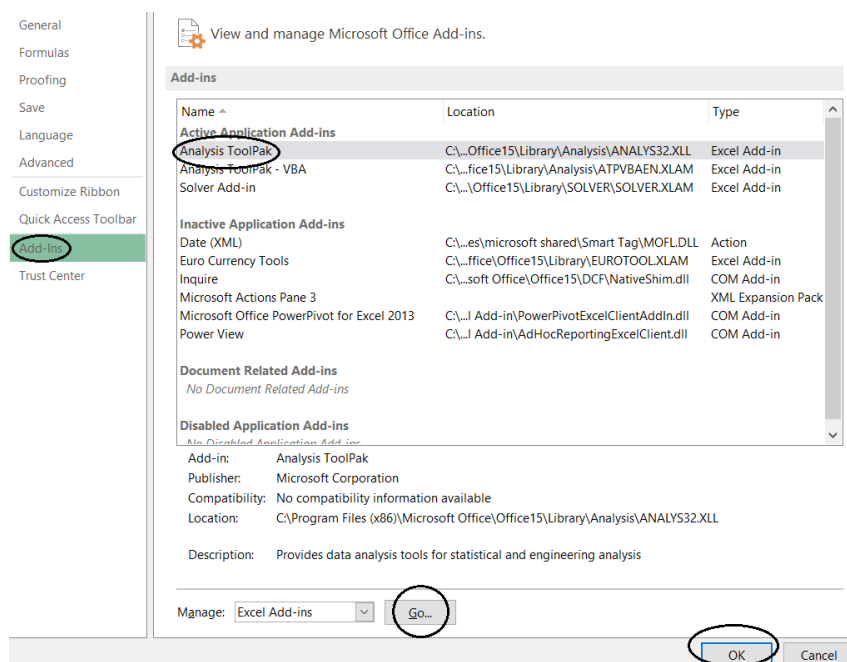 General
Formulas
Proofing
Save
Language
Advanced
Customize Ribbon
Quick Access Toolbar
Add-Ins
Trust Center
View and manage Microsoft Office Add-ins.
Add-ins
Name Location Type
Active Application Add-ins
Analysis ToolPak C:\...Office15\Library\Analysis\ANALYS32.XLL Excel Add-in
Analysis ToolPak - VBA C:\...fice15\Library\Analysis\ATPVBAEN.XLAM Excel Add-in
Solver Add-in C:\...\Office15\Library\SOLVER\SOLVER.XLAM Excel Add-in
Inactive Application Add-ins
Date (XML) C:\...es\microsoft shared\Smart Tag\MOFL.DLL Action
Euro Currency Tools C:\...ffice\Office15\Library\EUROTOOL.XLAM Excel Add-in
Inquire C:\...soft Office\Office15\DCF\NativeShim.dll COM Add-in
Microsoft Actions Pane 3 XML Expansion Pack
Microsoft Office PowerPivot for Excel 2013 C:\...l Add-in\PowerPivotExcelClientAddIn.dll COM Add-in
Power View C:\...l Add-in\AdHocReportingExcelClient.dll COM Add-in
Document Related Add-ins
No Document Related Add-ins
Disabled Application Add-ins
No Disabled Application Add-ins
Add-in: Analysis ToolPak
Publisher: Microsoft Corporation
Compatibility: No compatibility information available
Location: C:\Program Files (x86)\Microsoft Office\Office15\Library\Analysis\ANALYS32.XLL
Description: Provides data analysis tools for statistical and engineering analysis
Manage: Excel Add-ins Go...
OK Cancel